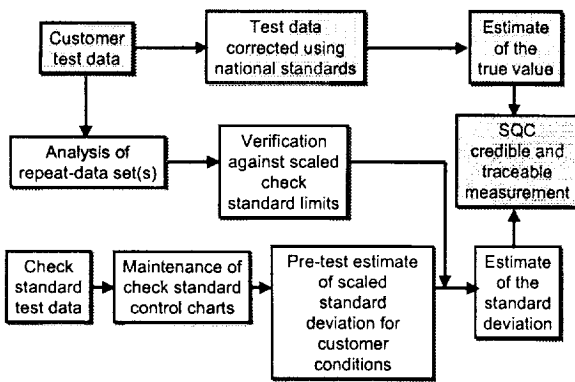 Customer
test data
Test data
corrected using
national standards
Estimate
of the
true value
Analysis of
repeat-data set(s)
Verification
against scaled
check
standard limits
SQC
credible and
traceable
measurement
Check
standard
test data
Maintenance of
check standard
control charts
Pre-test estimate
of scaled
standard
deviation for
customer
conditions
Estimate
of the
standard
deviation